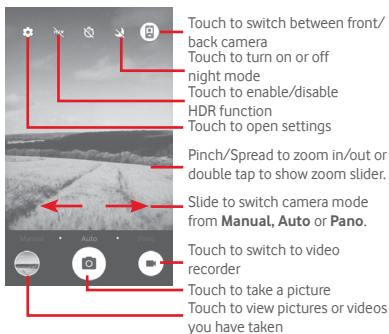 Touch to switch between front/
back camera
Touch to turn on or off
night mode
Touch to enable/disable
HDR function
Touch to open settings
Pinch/Spread to zoom in/out or
double tap to show zoom slider.
Slide to switch camera mode
from Manual, Auto or Pano.
Manual Auto Pano
Touch to switch to video
recorder
Touch to take a picture
Touch to view pictures or videos
you have taken